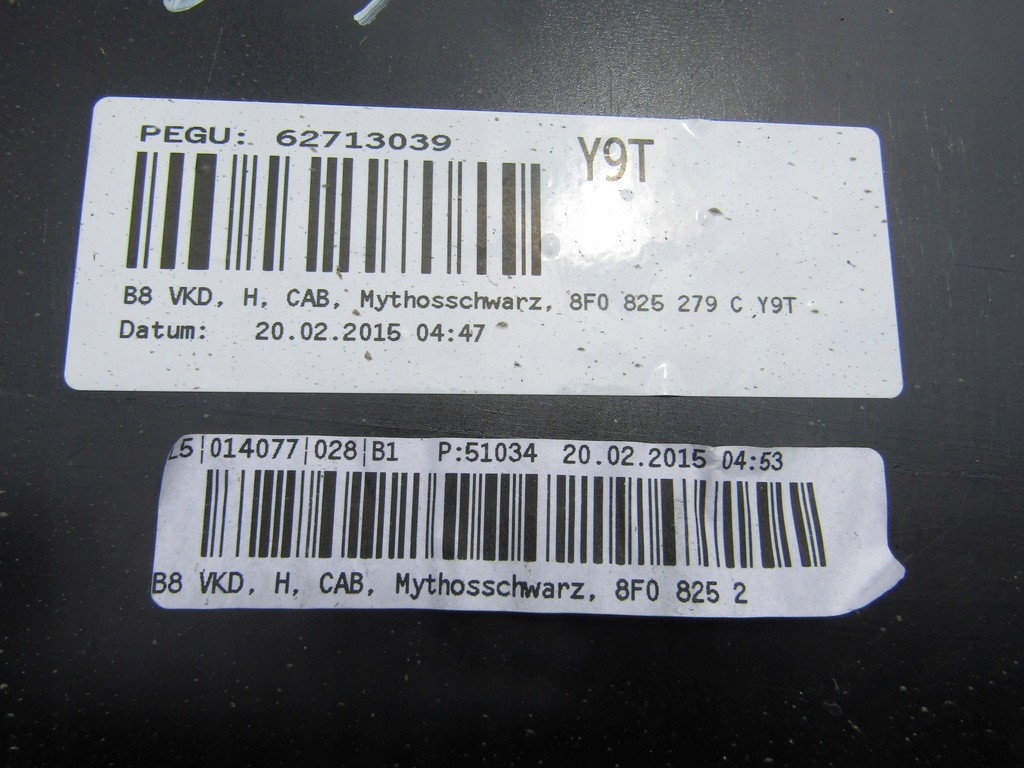 PEGU: 62713039
Y9T
B8 VKD, H, CAB, Mythosschwarz, 8F0 825 279 C Y9T
Datum: 20.02.2015 04:47
L5|014077|028|B1 P:51034 20.02.2015 04:53
B8 VKD, H, CAB, Mythosschwarz, 8F0 825 2